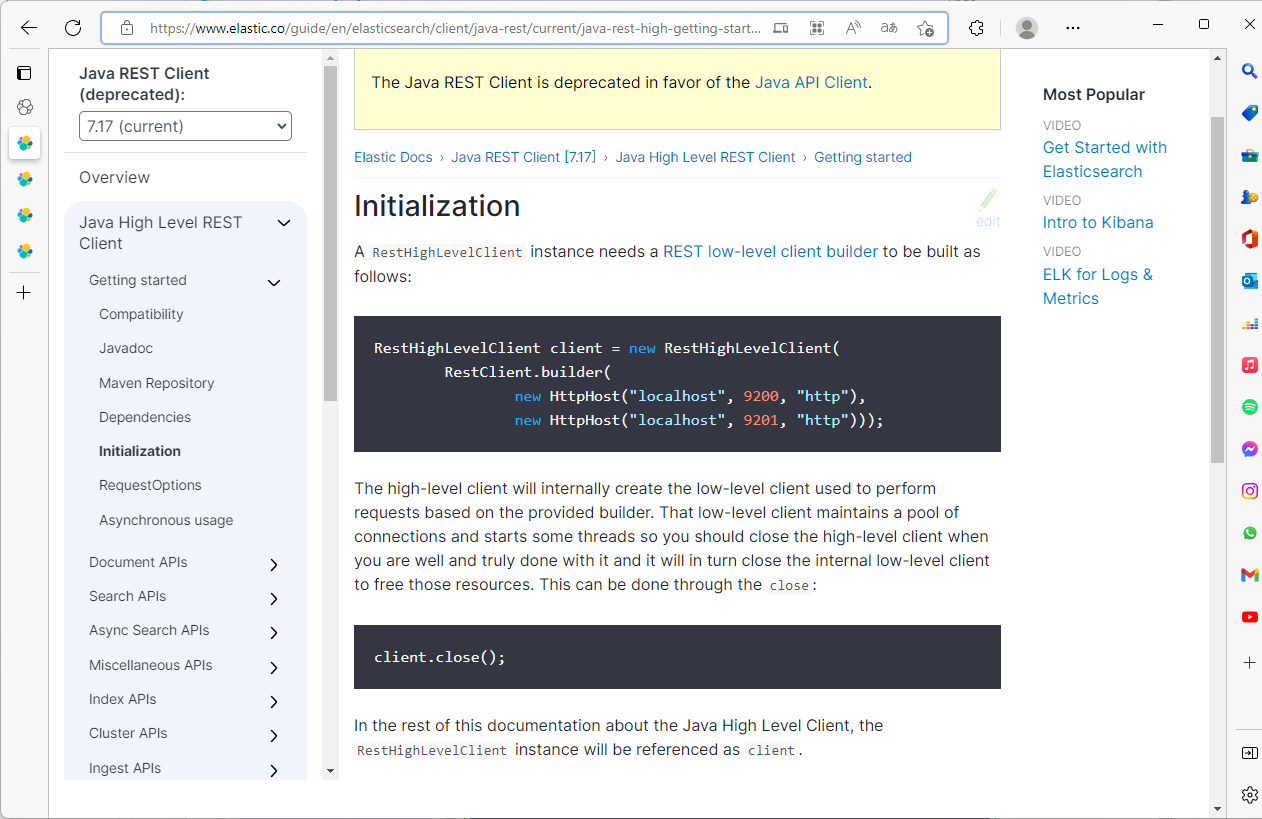 https://www.elastic.co/guide/en/elasticsearch/client/java-rest/current/java-rest-high-getting-start...
Java REST Client
(deprecated):
7.17 (current)
Overview
Java High Level REST
Client
Getting started
Compatibility
Javadoc
Maven Repository
Dependencies
Initialization
RequestOptions
Asynchronous usage
Document APIs
Search APIs
Async Search APIs
Miscellaneous APIs
Index APIs
Cluster APIs
Ingest APIs
The Java REST Client is deprecated in favor of the Java API Client.
Elastic Docs › Java REST Client [7.17] › Java High Level REST Client › Getting started
Initialization
edit
A RestHighLevelClient instance needs a REST low-level client builder to be built as
follows:
RestHighLevelClient client = new RestHighLevelClient(
RestClient.builder(
new HttpHost("localhost", 9200, "http"),
new HttpHost("localhost", 9201, "http")));
The high-level client will internally create the low-level client used to perform
requests based on the provided builder. That low-level client maintains a pool of
connections and starts some threads so you should close the high-level client when
you are well and truly done with it and it will in turn close the internal low-level client
to free those resources. This can be done through the close:
client.close();
In the rest of this documentation about the Java High Level Client, the
RestHighLevelClient instance will be referenced as client.
Most Popular
VIDEO
Get Started with
Elasticsearch
VIDEO
Intro to Kibana
VIDEO
ELK for Logs &
Metrics